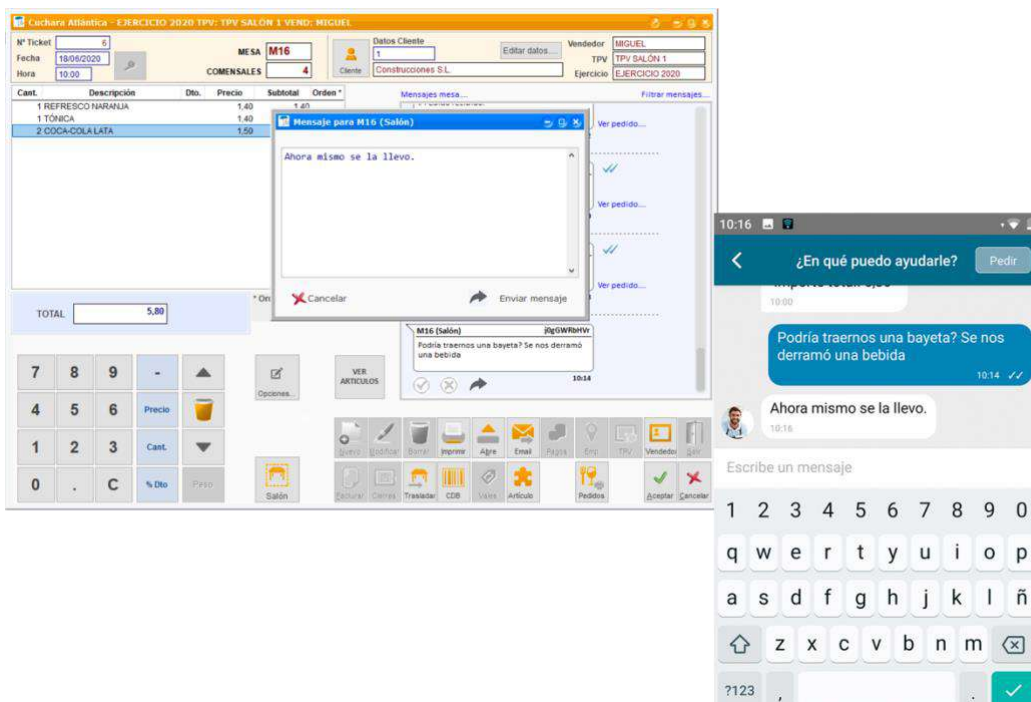 Cuchara Atlántica - EJERCICIO 2020 TPV: TPV SALÓN 1 VEND: MIGUEL
Nº Ticket 6
Fecha 18/06/2020
Hora 10:00
MESA M16
COMENSALES 4
Cliente
Datos Cliente
1
Editar datos....
Construcciones S.L.
Vendedor MIGUEL
TPV TPV SALÓN 1
Ejercicio EJERCICIO 2020
Cant. Descripción Dto. Precio Subtotal Orden *
1 REFRESCO NARANJA 1,40 1,40
1 TÓNICA 1,40
2 COCA-COLA LATA 1,50
Mensajes mesa.... Filtrar mensajes....
Ver pedido....
Ver pedido....
Ver pedido....
Mensaje para M16 (Salón)
Ahora mismo se la llevo.
Cancelar
Enviar mensaje
TOTAL 5,80
* On
M16 (Salón) j0gGWRbHVr
Podría traernos una bayeta? Se nos derramó
una bebida
10:14
7 8 9 -
4 5 6 Precio
1 2 3 Cant.
0 . C % Dto Peso
Opciones...
VER
ARTICULOS
Salón
Nuevo Modificar Borrar Imprimir Abre Email Pagos Emp. TPV Vendedor Salir
Facturar Comen. Trasladar CDB Vales Artículo Pedidos Aceptar Cancelar
10:16
¿En qué puedo ayudarle? Pedir
10:00
Podría traernos una bayeta? Se nos
derramó una bebida
10:14
Ahora mismo se la llevo.
10:16
Escribe un mensaje
1 2 3 4 5 6 7 8 9 0
q w e r t y u i o p
a s d f g h j k l ñ
z x c v b n m
?123 , .